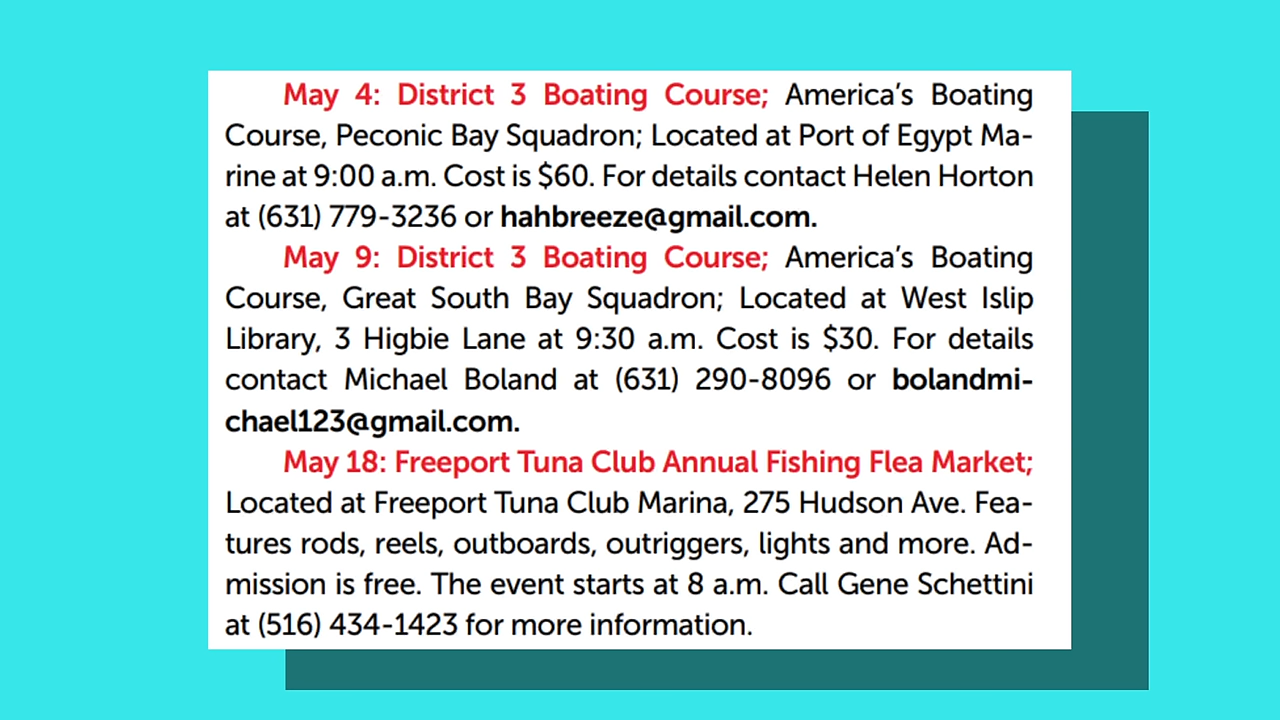 May 4: District 3 Boating Course; America's Boating
Course, Peconic Bay Squadron; Located at Port of Egypt Ma-
rine at 9:00 a.m. Cost is $60. For details contact Helen Horton
at (631) 779-3236 or hahbreeze@gmail.com.
May 9: District 3 Boating Course; America's Boating
Course, Great South Bay Squadron; Located at West Islip
Library, 3 Higbie Lane at 9:30 a.m. Cost is $30. For details
contact Michael Boland at (631) 290-8096 or bolandmi-
chael123@gmail.com.
May 18: Freeport Tuna Club Annual Fishing Flea Market;
Located at Freeport Tuna Club Marina, 275 Hudson Ave. Fea-
tures rods, reels, outboards, outriggers, lights and more. Ad-
mission is free. The event starts at 8 a.m. Call Gene Schettini
at (516) 434-1423 for more information.